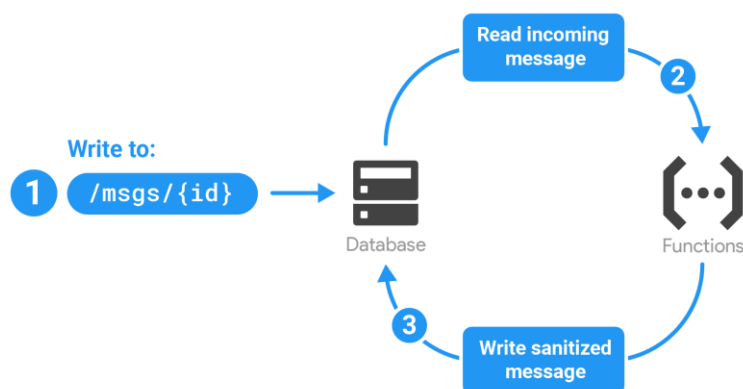 Read incoming
message
2
Write to:
1
/msgs/{id}
Database
Functions
3
Write sanitized
message